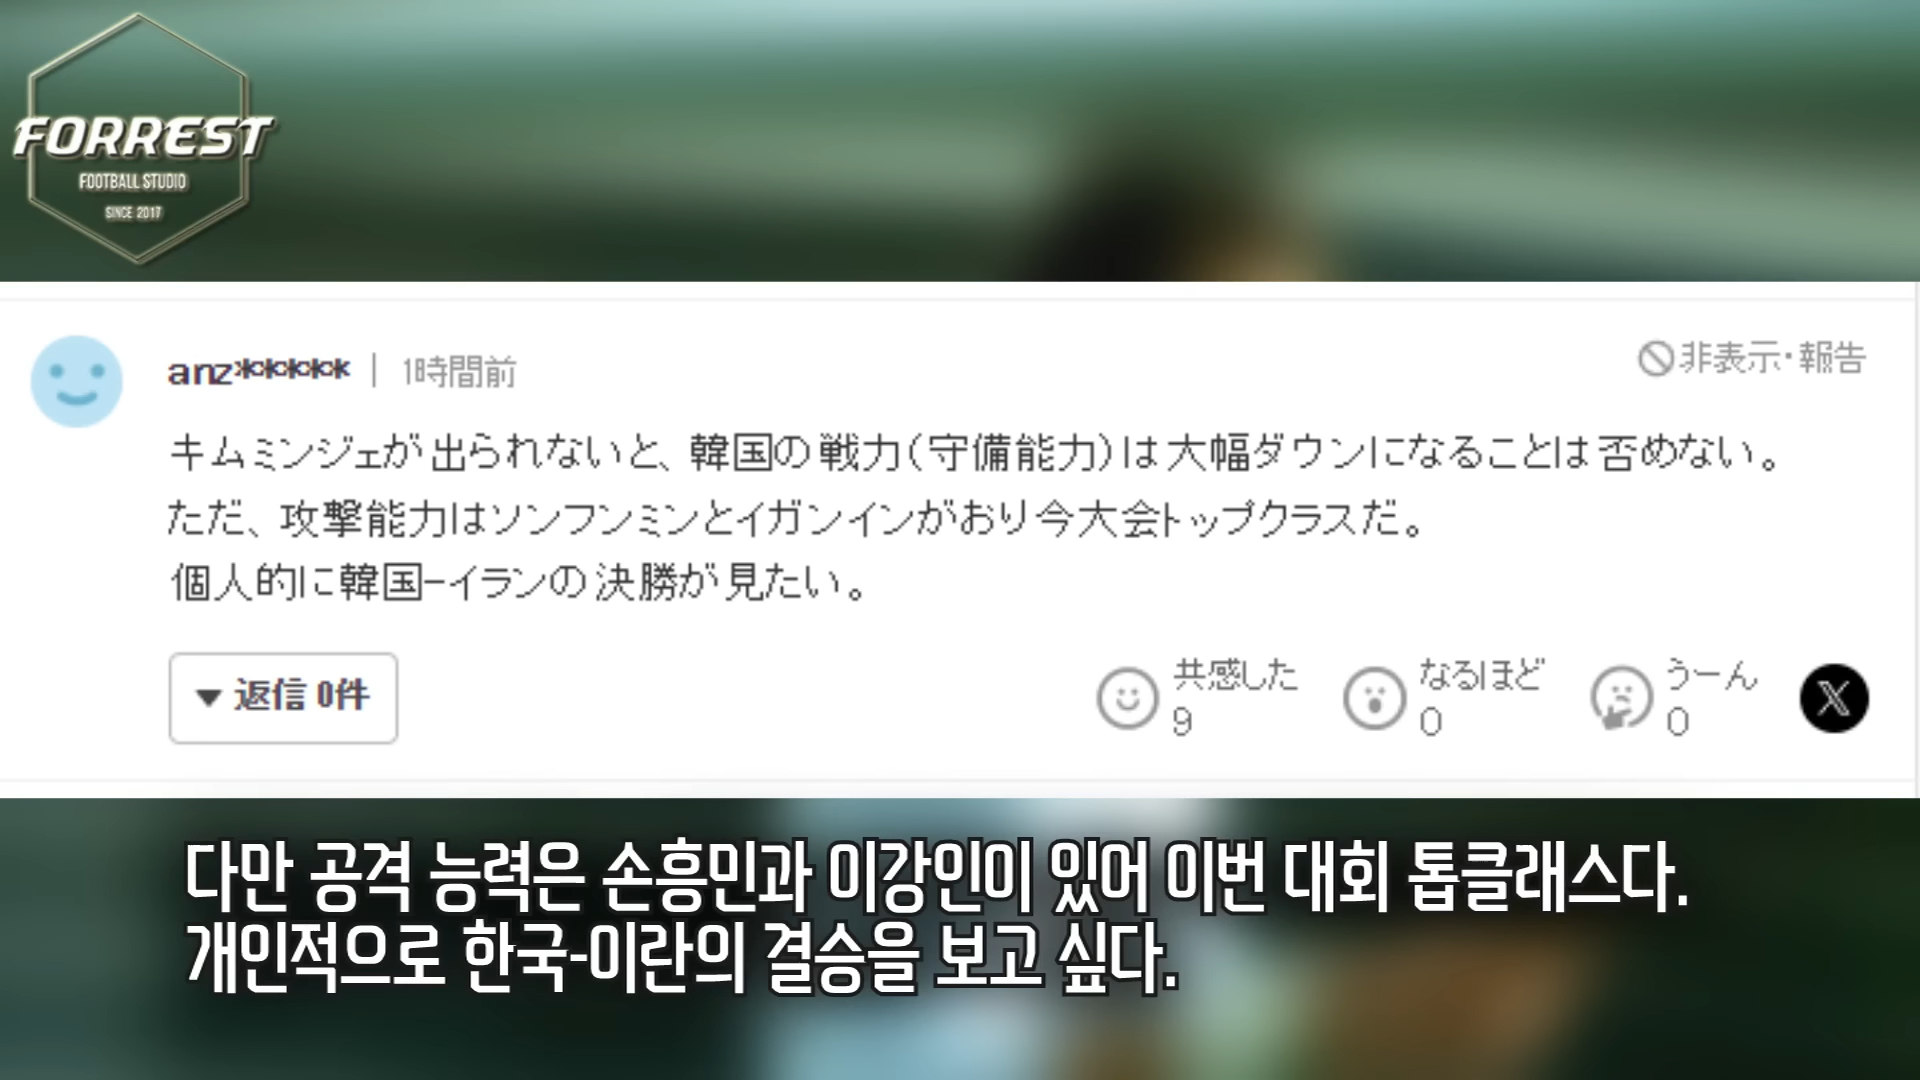 FORREST
FOOTBALL STUDIO
SINCE 2017
anz***** | 1時間前
非表示・報告
キムミンジェが出られないと、韓国の戦力(守備能力)は大幅ダウンになることは否めない。
ただ、攻撃能力はソンフンミンとイガンインがおり今大会トップクラスだ。
個人的に韓国-イランの決勝が見たい。
返信 0件
共感した
9
なるほど
0
うーん
0
다만 공격 능력은 손흥민과 이강인이 있어 이번 대회 톱클래스다.
개인적으로 한국-이란의 결승을 보고 싶다.